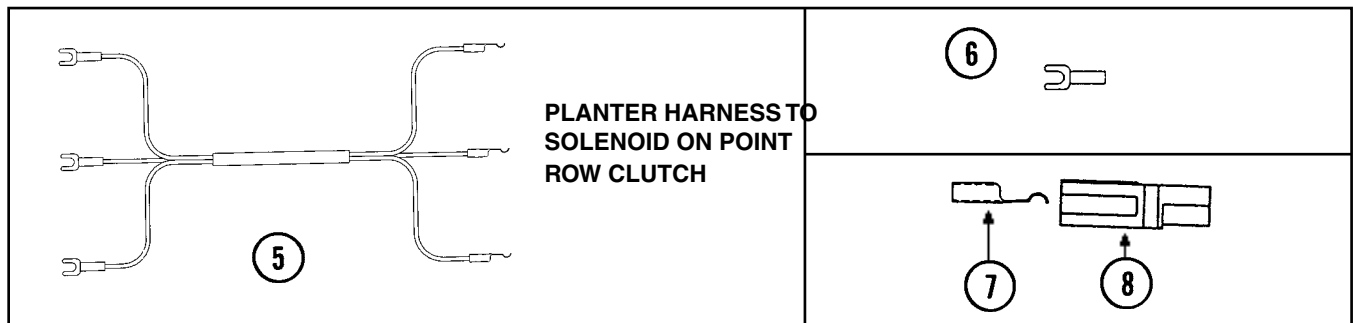 PLANTER HARNESS TO
SOLENOID ON POINT
ROW CLUTCH
5
6
7
8